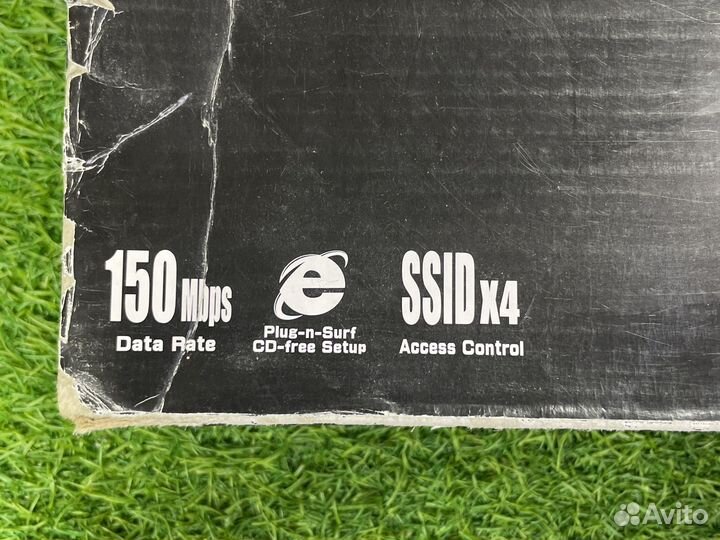 150 Mbps
Data Rate
e
Plug-n-Surf
CD-free Setup
SSID x4
Access Control
Avito